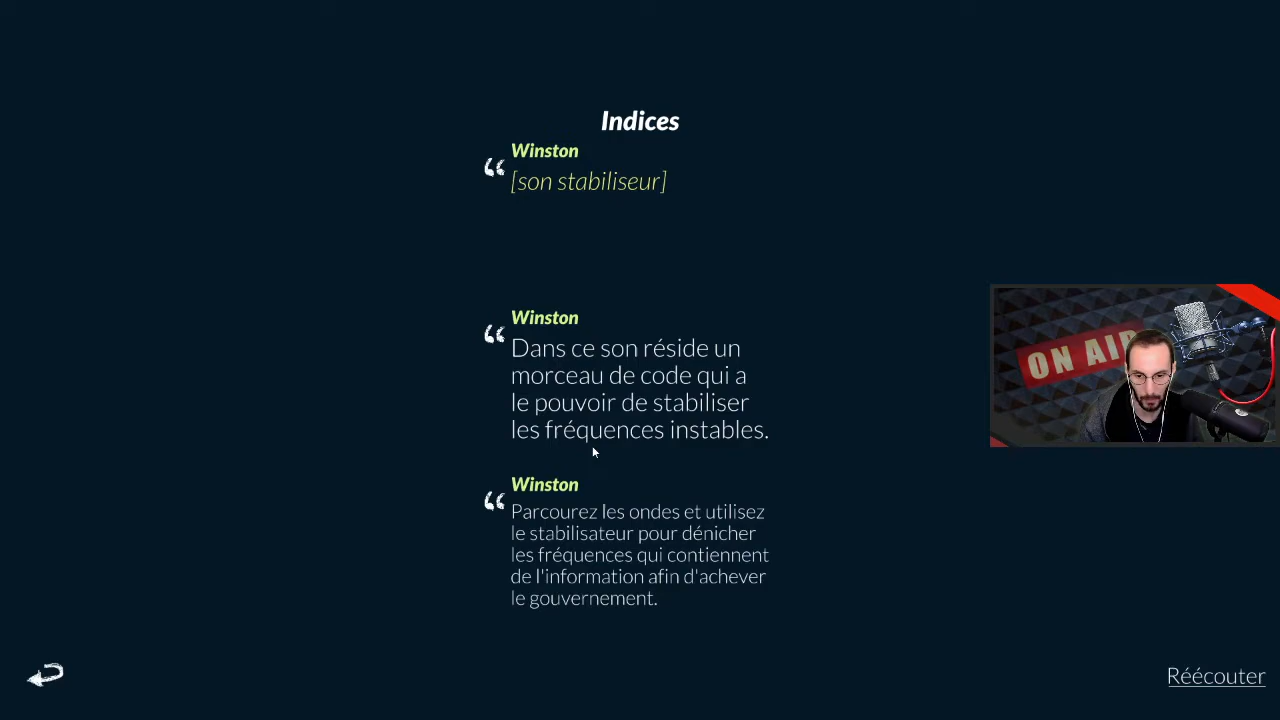 Indices
Winston
“ [son stabiliseur]
Winston
“ Dans ce son réside un
morceau de code qui a
le pouvoir de stabiliser
les fréquences instables.
Winston
“ Parcourez les ondes et utilisez
le stabilisateur pour dénicher
les fréquences qui contiennent
de l'information afin d'achever
le gouvernement.
ON AIR
Réécouter